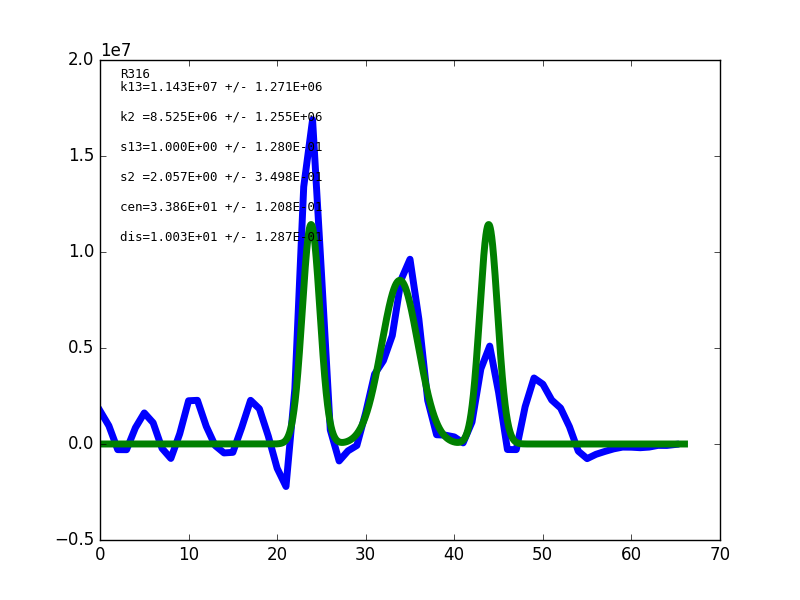 1e7
2.0
R316
k13=1.143E+07 +/- 1.271E+06
k2 =8.525E+06 +/- 1.255E+06
1.5
s13=1.000E+00 +/- 1.280E-01
s2 =2.057E+00 +/- 3.498E-01
cen=3.386E+01 +/- 1.208E-01
dis=1.003E+01 +/- 1.287E-01
1.0
0.5
0.0
−0.5
0 10 20 30 40 50 60 70